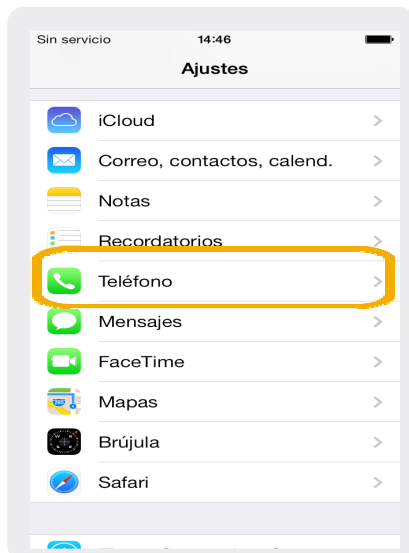 Sin servicio 14:46
Ajustes
iCloud
Correo, contactos, calend.
Notas
Recordatorios
Teléfono
Mensajes
FaceTime
Mapas
Brújula
Safari